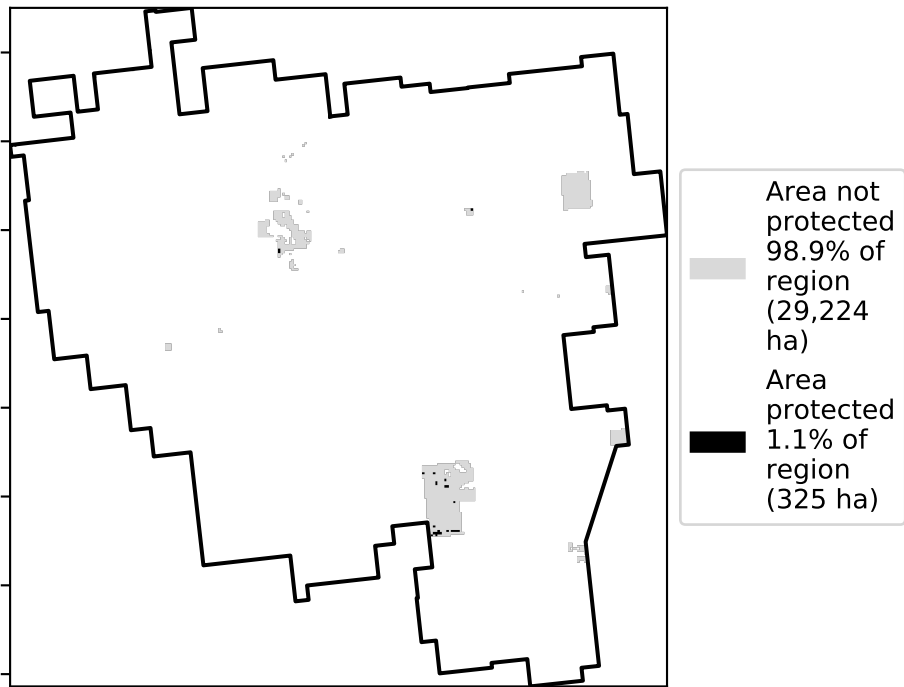 Area not
protected
98.9% of
region
(29,224
ha)
Area
protected
1.1% of
region
(325 ha)